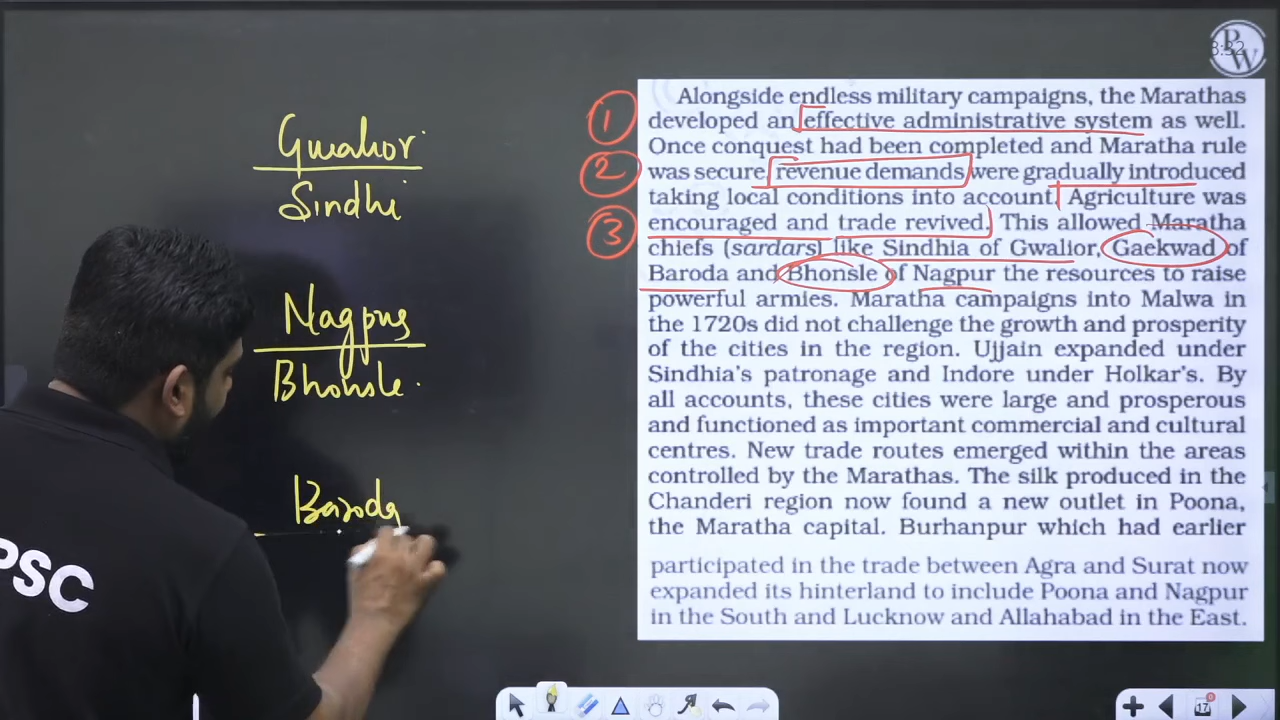 Gwalior
Sindhi
Nagpur
Bhonsle.
Baroda
PSC
PW
3:32
1
2
3
Alongside endless military campaigns, the Marathas
developed an effective administrative system as well.
Once conquest had been completed and Maratha rule
was secure, revenue demands were gradually introduced
taking local conditions into account. Agriculture was
encouraged and trade revived. This allowed Maratha
chiefs (sardars) like Sindhia of Gwalior, Gaekwad of
Baroda and Bhonsle of Nagpur the resources to raise
powerful armies. Maratha campaigns into Malwa in
the 1720s did not challenge the growth and prosperity
of the cities in the region. Ujjain expanded under
Sindhia's patronage and Indore under Holkar's. By
all accounts, these cities were large and prosperous
and functioned as important commercial and cultural
centres. New trade routes emerged within the areas
controlled by the Marathas. The silk produced in the
Chanderi region now found a new outlet in Poona,
the Maratha capital. Burhanpur which had earlier
participated in the trade between Agra and Surat now
expanded its hinterland to include Poona and Nagpur
in the South and Lucknow and Allahabad in the East.
17